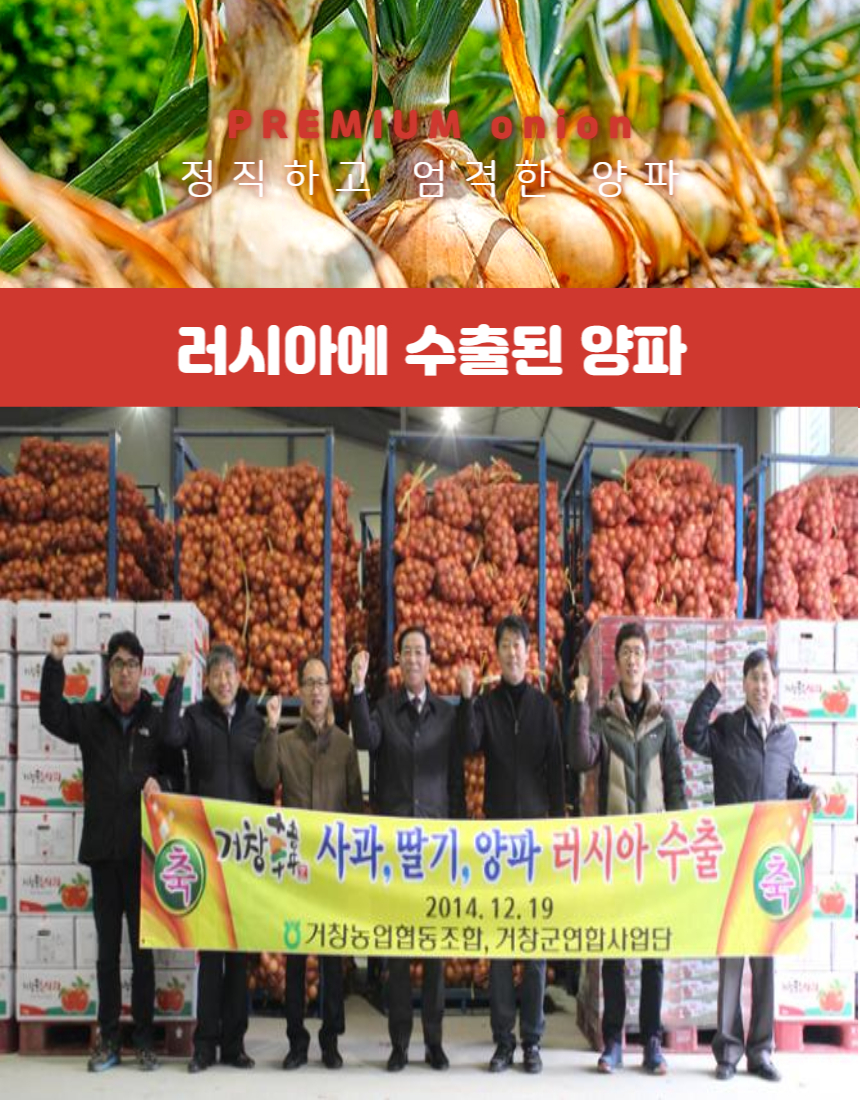 PREMIUM onion
정직하고 엄격한 양파
러시아에 수출된 양파
축 거창 사과,딸기,양파 러시아 수출 축
2014. 12. 19
거창농업협동조합, 거창군연합사업단